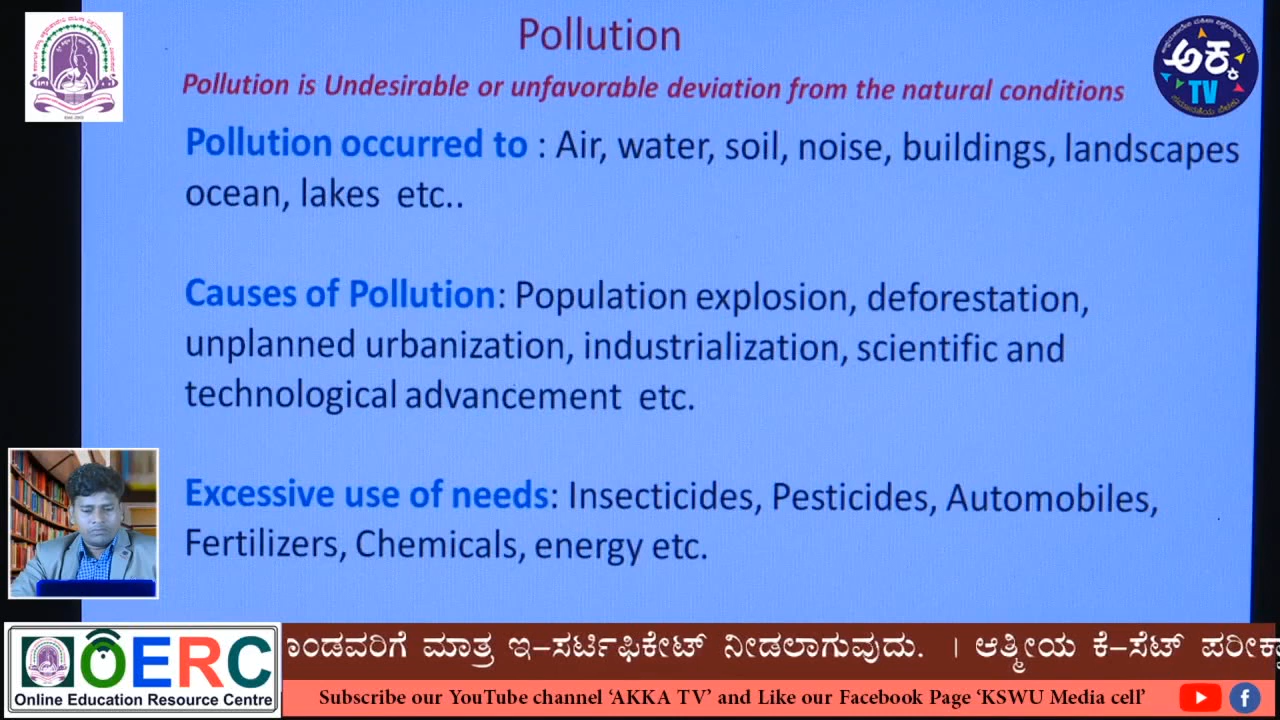 Pollution
Pollution is Undesirable or unfavorable deviation from the natural conditions
Pollution occurred to : Air, water, soil, noise, buildings, landscapes
ocean, lakes etc..
Causes of Pollution: Population explosion, deforestation,
unplanned urbanization, industrialization, scientific and
technological advancement etc.
Excessive use of needs: Insecticides, Pesticides, Automobiles,
Fertilizers, Chemicals, energy etc.
ಅಕ್ಕ
TV
OERC
Online Education Resource Centre
ಾಂಡವರಿಗೆ ಮಾತ್ರ ಇ-ಸರ್ಟಿಫಿಕೇಟ್ ನೀಡಲಾಗುವುದು. । ಆತ್ಮೀಯ ಕೆ-ಸೆಟ್ ಪರೀಕ್ಷಾ
Subscribe our YouTube channel ‘AKKA TV’ and Like our Facebook Page ‘KSWU Media cell’